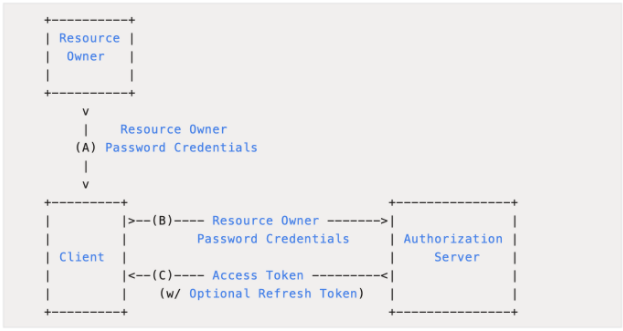 +----------+
| Resource |
|  Owner   |
|          |
+----------+
     v
     |    Resource Owner
    (A) Password Credentials
     |
     v
+---------+                                  +---------------+
|         |>--(B)---- Resource Owner ------->|               |
|         |         Password Credentials     | Authorization |
| Client  |                                  |     Server    |
|         |<--(C)---- Access Token ---------<|               |
|         |    (w/ Optional Refresh Token)   |               |
+---------+                                  +---------------+